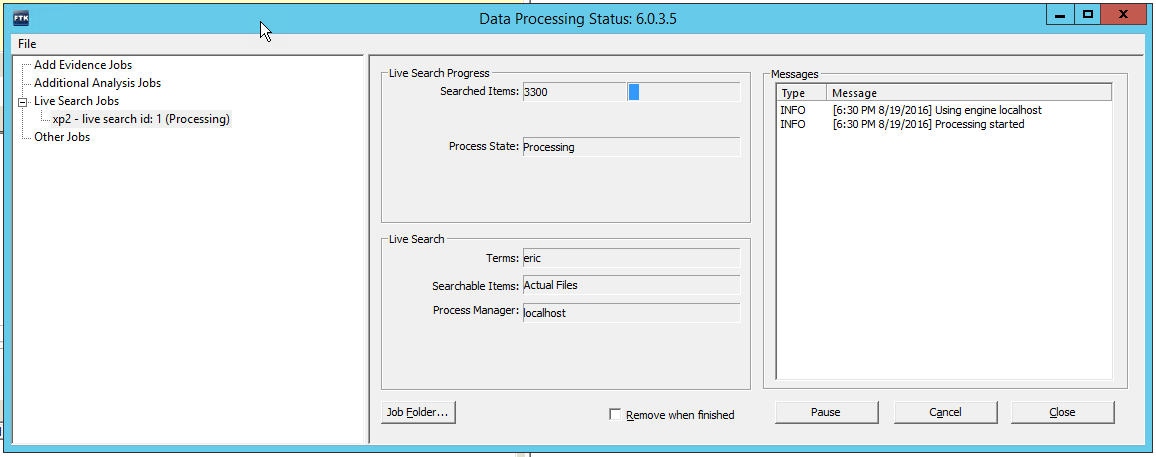 FTK
Data Processing Status: 6.0.3.5
File
Add Evidence Jobs
Additional Analysis Jobs
Live Search Jobs
xp2 - live search id: 1 (Processing)
Other Jobs
Live Search Progress
Searched Items: 3300
Process State: Processing
Live Search
Terms: eric
Searchable Items: Actual Files
Process Manager: localhost
Job Folder...
Remove when finished
Messages
Type Message
INFO [6:30 PM 8/19/2016] Using engine localhost
INFO [6:30 PM 8/19/2016] Processing started
Pause
Cancel
Close